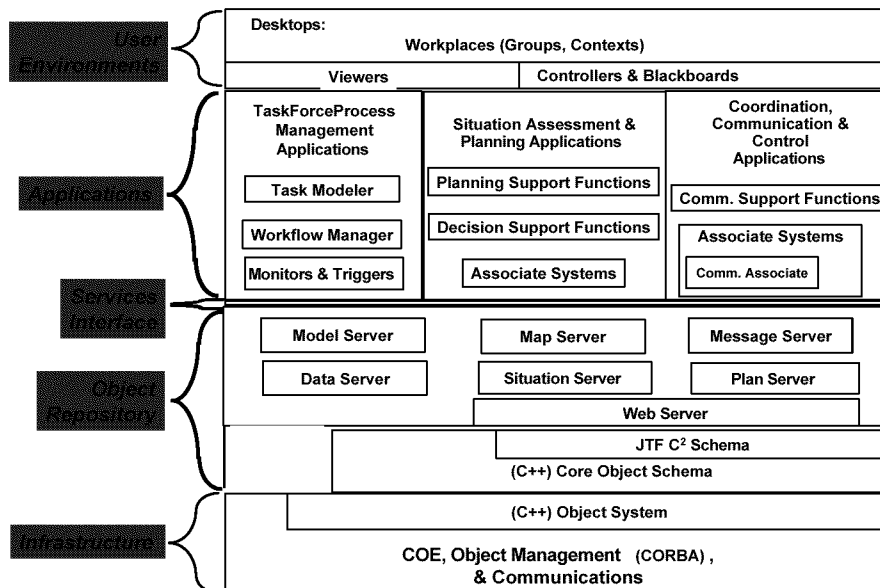 User
Environments
Desktops:
Workplaces (Groups, Contexts)
Viewers
Controllers & Blackboards
Applications
TaskForceProcess
Management
Applications
Task Modeler
Workflow Manager
Monitors & Triggers
Situation Assessment &
Planning Applications
Planning Support Functions
Decision Support Functions
Associate Systems
Coordination,
Communication &
Control
Applications
Comm. Support Functions
Associate Systems
Comm. Associate
Services
Interface
Object
Repository
Model Server
Map Server
Message Server
Data Server
Situation Server
Plan Server
Web Server
JTF C² Schema
(C++) Core Object Schema
Infrastructure
(C++) Object System
COE, Object Management (CORBA) ,
& Communications